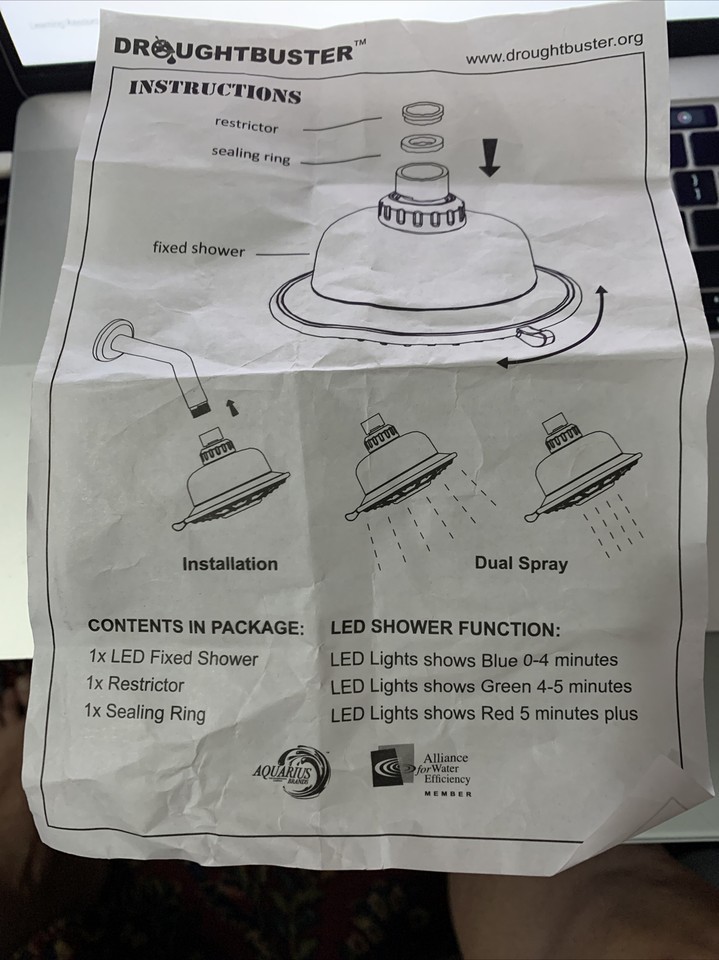 DROUGHTBUSTER™
www.droughtbuster.org
INSTRUCTIONS
restrictor
sealing ring
fixed shower
Installation
Dual Spray
CONTENTS IN PACKAGE:
1x LED Fixed Shower
1x Restrictor
1x Sealing Ring
LED SHOWER FUNCTION:
LED Lights shows Blue 0-4 minutes
LED Lights shows Green 4-5 minutes
LED Lights shows Red 5 minutes plus
AQUARIUS
BRANDS
Alliance
for Water
Efficiency
MEMBER